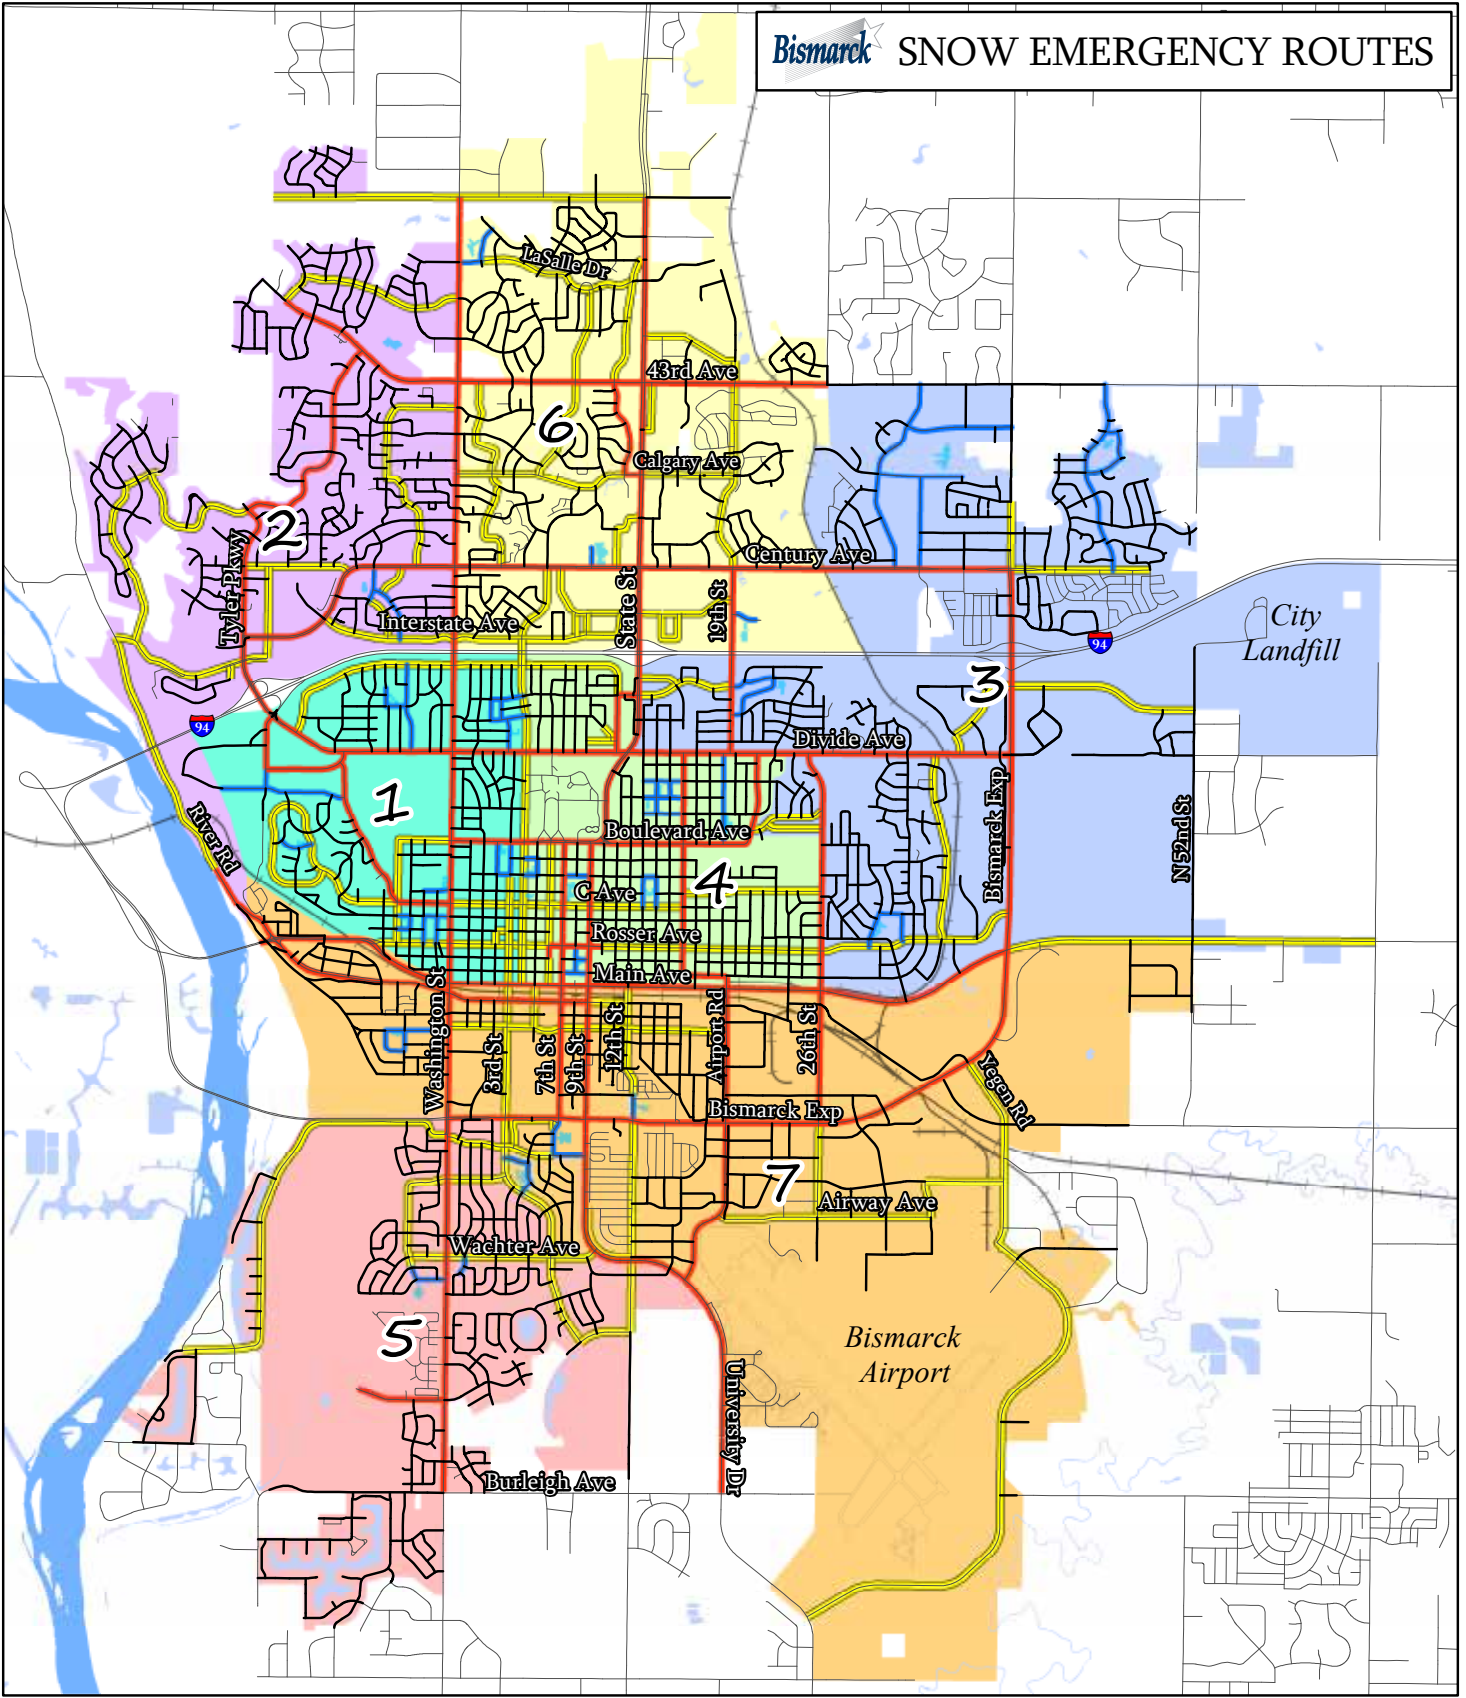 Bismarck SNOW EMERGENCY ROUTES
LaSalle Dr
43rd Ave
6
Calgary Ave
2
Century Ave
Tyler Pkwy
State St
19th St
Interstate Ave
City
Landfill
94
3
94
Divide Ave
1
Bismarck Exp
N 52nd St
River Rd
Boulevard Ave
4
C Ave
Rosser Ave
Main Ave
Washington St
3rd St
7th St
9th St
12th St
Airport Rd
26th St
Yegen Rd
Bismarck Exp
7
Airway Ave
Wachter Ave
5
Bismarck
Airport
University Dr
Burleigh Ave